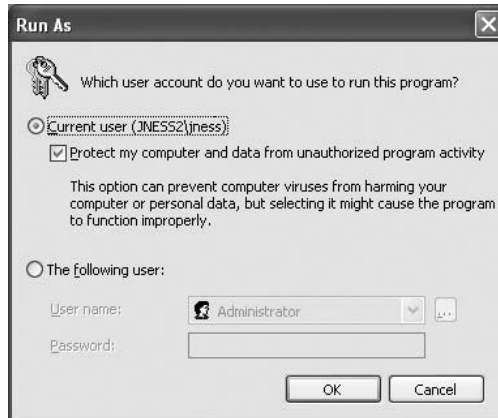 Run As
Which user account do you want to use to run this program?
Current user (JNESS2\jness)
Protect my computer and data from unauthorized program activity
This option can prevent computer viruses from harming your
computer or personal data, but selecting it might cause the program
to function improperly.
The following user:
User name:
Administrator
...
Password:
OK
Cancel